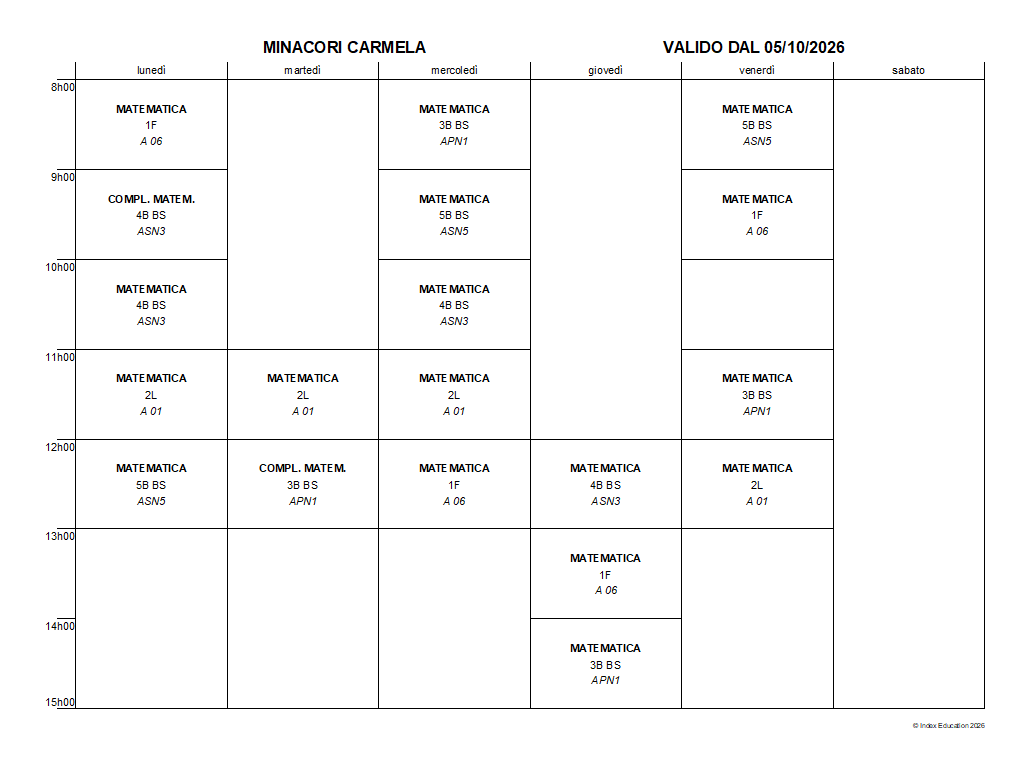 MINACORI CARMELA VALIDO DAL 05/10/2026
lunedì martedì mercoledì giovedì venerdì sabato
8h00
MATEMATICA MATEMATICA MATEMATICA
1F 3B BS 5B BS
A 06 APN1 ASN5
9h00
COMPL. MATEM. MATEMATICA MATEMATICA
4B BS 5B BS 1F
ASN3 ASN5 A 06
10h00
MATEMATICA MATEMATICA
4B BS 4B BS
ASN3 ASN3
11h00
MATEMATICA MATEMATICA MATEMATICA MATEMATICA
2L 2L 2L 3B BS
A 01 A 01 A 01 APN1
12h00
MATEMATICA COMPL. MATEM. MATEMATICA MATEMATICA MATEMATICA
5B BS 3B BS 1F 4B BS 2L
ASN5 APN1 A 06 ASN3 A 01
13h00
MATEMATICA
1F
A 06
14h00
MATEMATICA
3B BS
APN1
15h00
© Index Education 2026